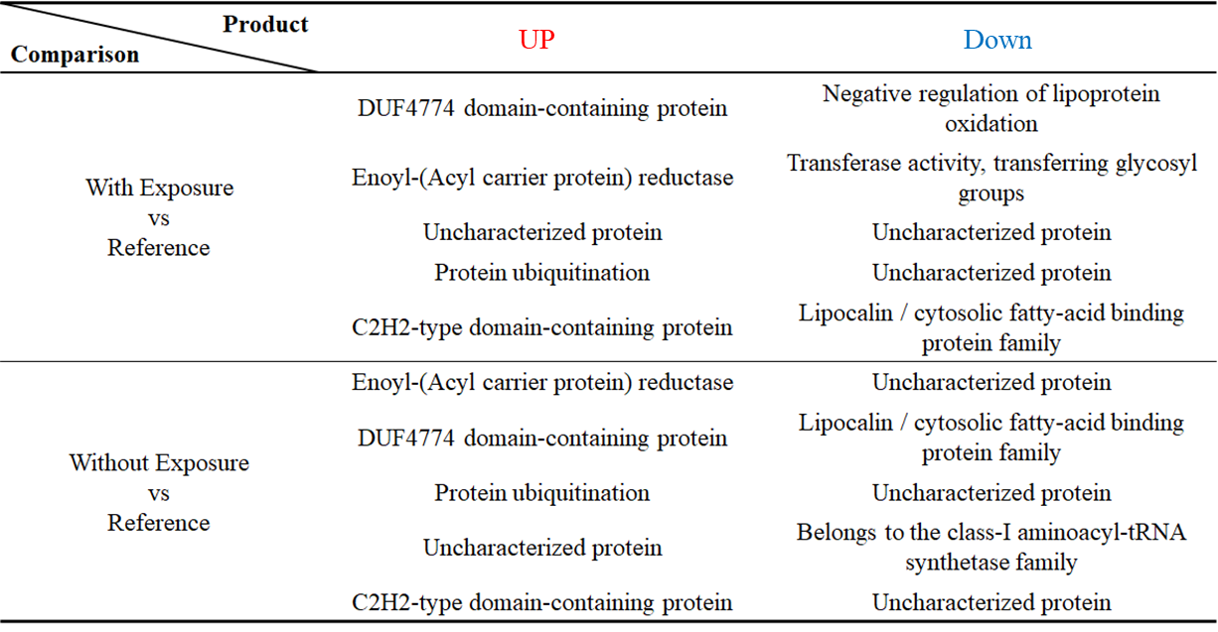 Product
Comparison
UP
Down
With Exposure
vs
Reference
DUF4774 domain-containing protein
Negative regulation of lipoprotein
oxidation
Enoyl-(Acyl carrier protein) reductase
Transferase activity, transferring glycosyl
groups
Uncharacterized protein
Uncharacterized protein
Protein ubiquitination
Uncharacterized protein
C2H2-type domain-containing protein
Lipocalin / cytosolic fatty-acid binding
protein family
Without Exposure
vs
Reference
Enoyl-(Acyl carrier protein) reductase
Uncharacterized protein
DUF4774 domain-containing protein
Lipocalin / cytosolic fatty-acid binding
protein family
Protein ubiquitination
Uncharacterized protein
Uncharacterized protein
Belongs to the class-I aminoacyl-tRNA
synthetase family
C2H2-type domain-containing protein
Uncharacterized protein